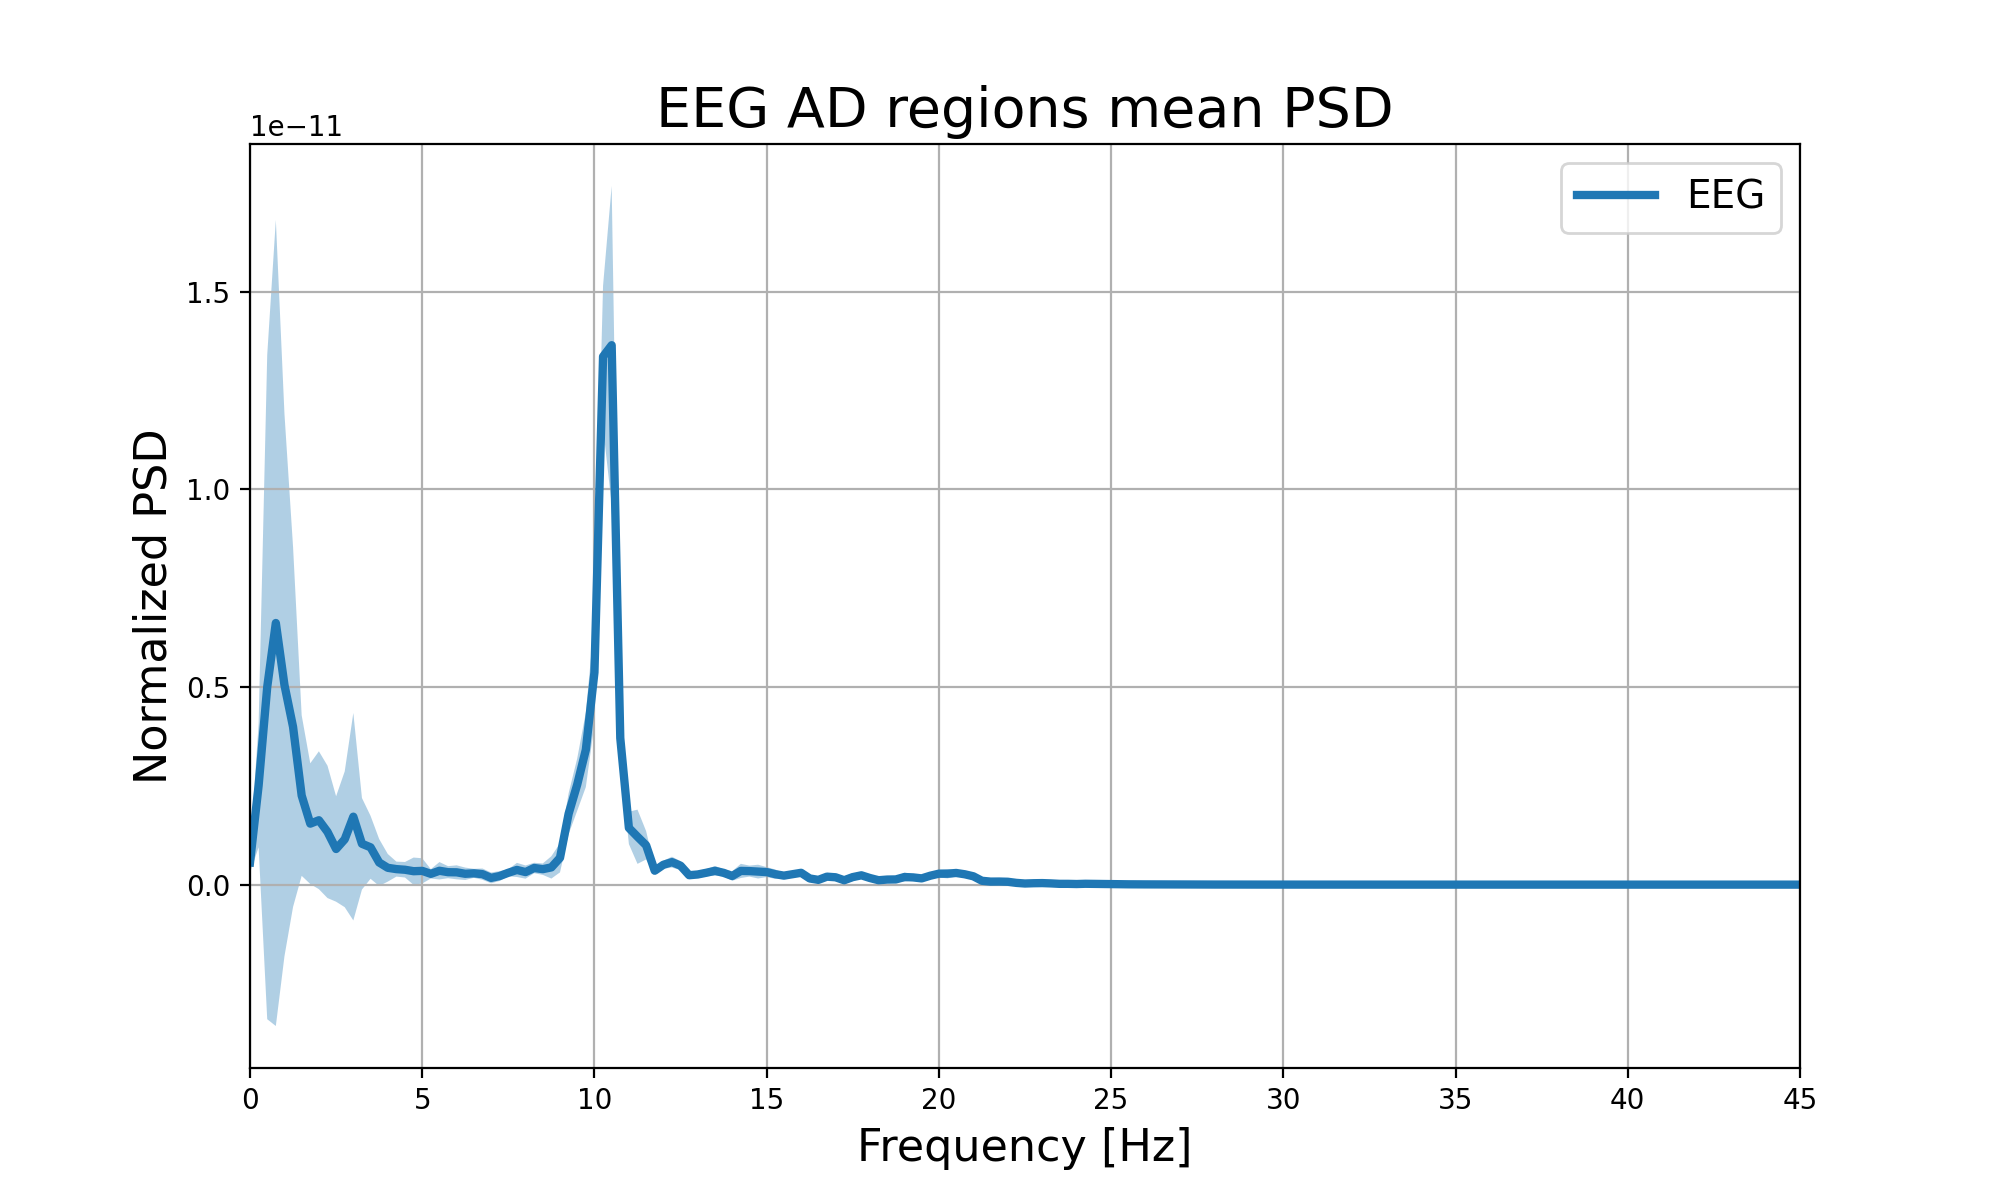 EEG AD regions mean PSD
1e−11
EEG
1.5
1.0
0.5
0.0
Normalized PSD
0 5 10 15 20 25 30 35 40 45
Frequency [Hz]